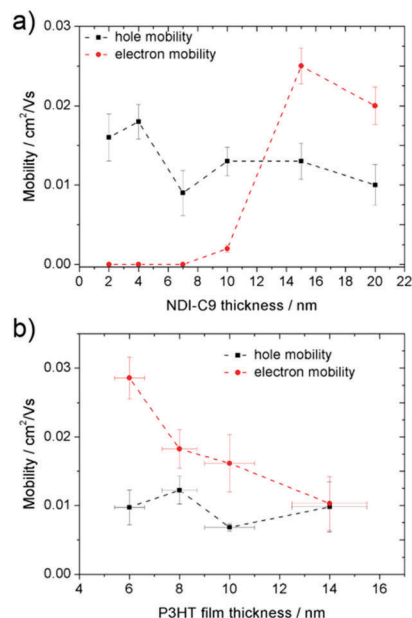 a)
hole mobility
electron mobility
0.03
0.02
0.01
0.00
Mobility / cm²/Vs
0 2 4 6 8 10 12 14 16 18 20 22
NDI-C9 thickness / nm
b)
hole mobility
electron mobility
0.03
0.02
0.01
0.00
Mobility / cm²/Vs
6 8 10 12 14 16
P3HT film thickness / nm